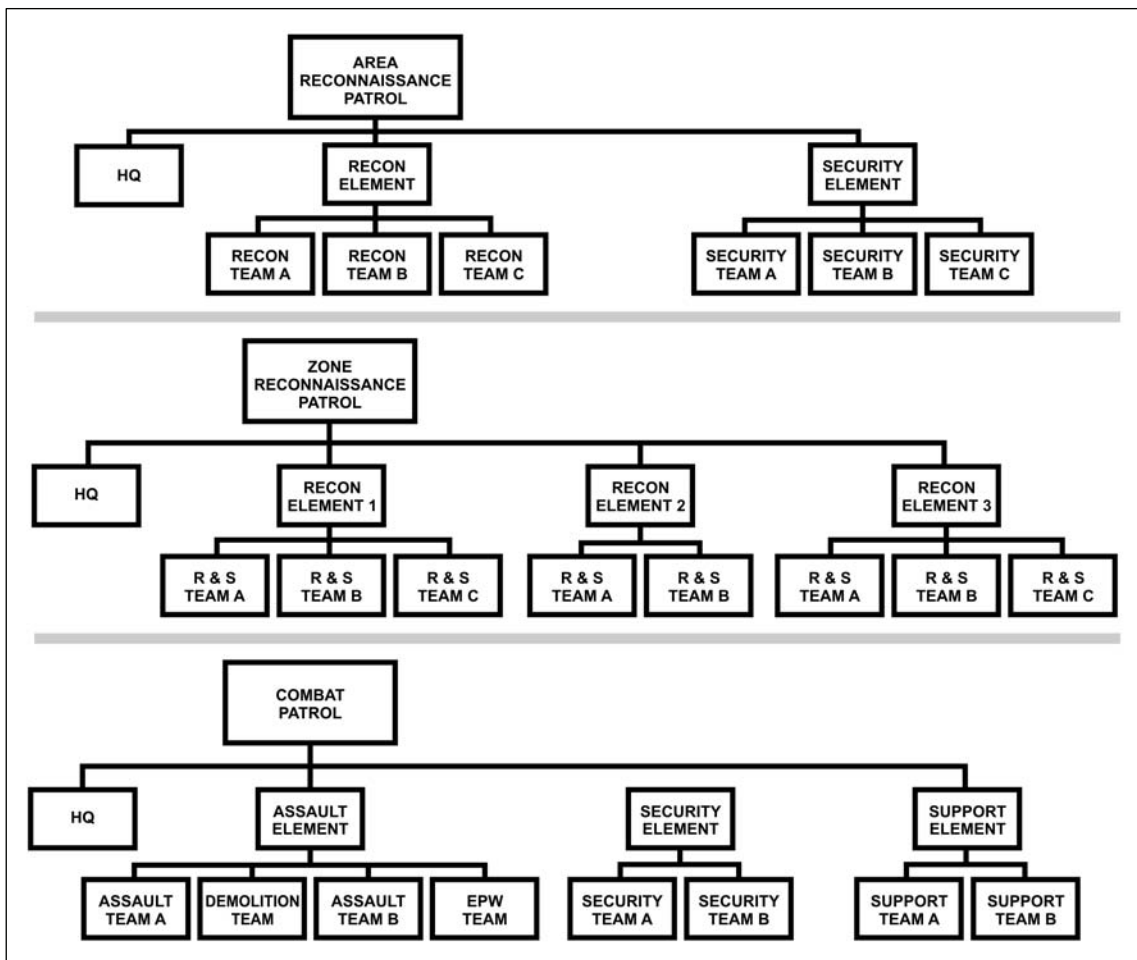 AREA
RECONNAISSANCE
PATROL
HQ
RECON
ELEMENT
SECURITY
ELEMENT
RECON
TEAM A
RECON
TEAM B
RECON
TEAM C
SECURITY
TEAM A
SECURITY
TEAM B
SECURITY
TEAM C
ZONE
RECONNAISSANCE
PATROL
HQ
RECON
ELEMENT 1
RECON
ELEMENT 2
RECON
ELEMENT 3
R & S
TEAM A
R & S
TEAM B
R & S
TEAM C
R & S
TEAM A
R & S
TEAM B
R & S
TEAM A
R & S
TEAM B
R & S
TEAM C
COMBAT
PATROL
HQ
ASSAULT
ELEMENT
SECURITY
ELEMENT
SUPPORT
ELEMENT
ASSAULT
TEAM A
DEMOLITION
TEAM
ASSAULT
TEAM B
EPW
TEAM
SECURITY
TEAM A
SECURITY
TEAM B
SUPPORT
TEAM A
SUPPORT
TEAM B